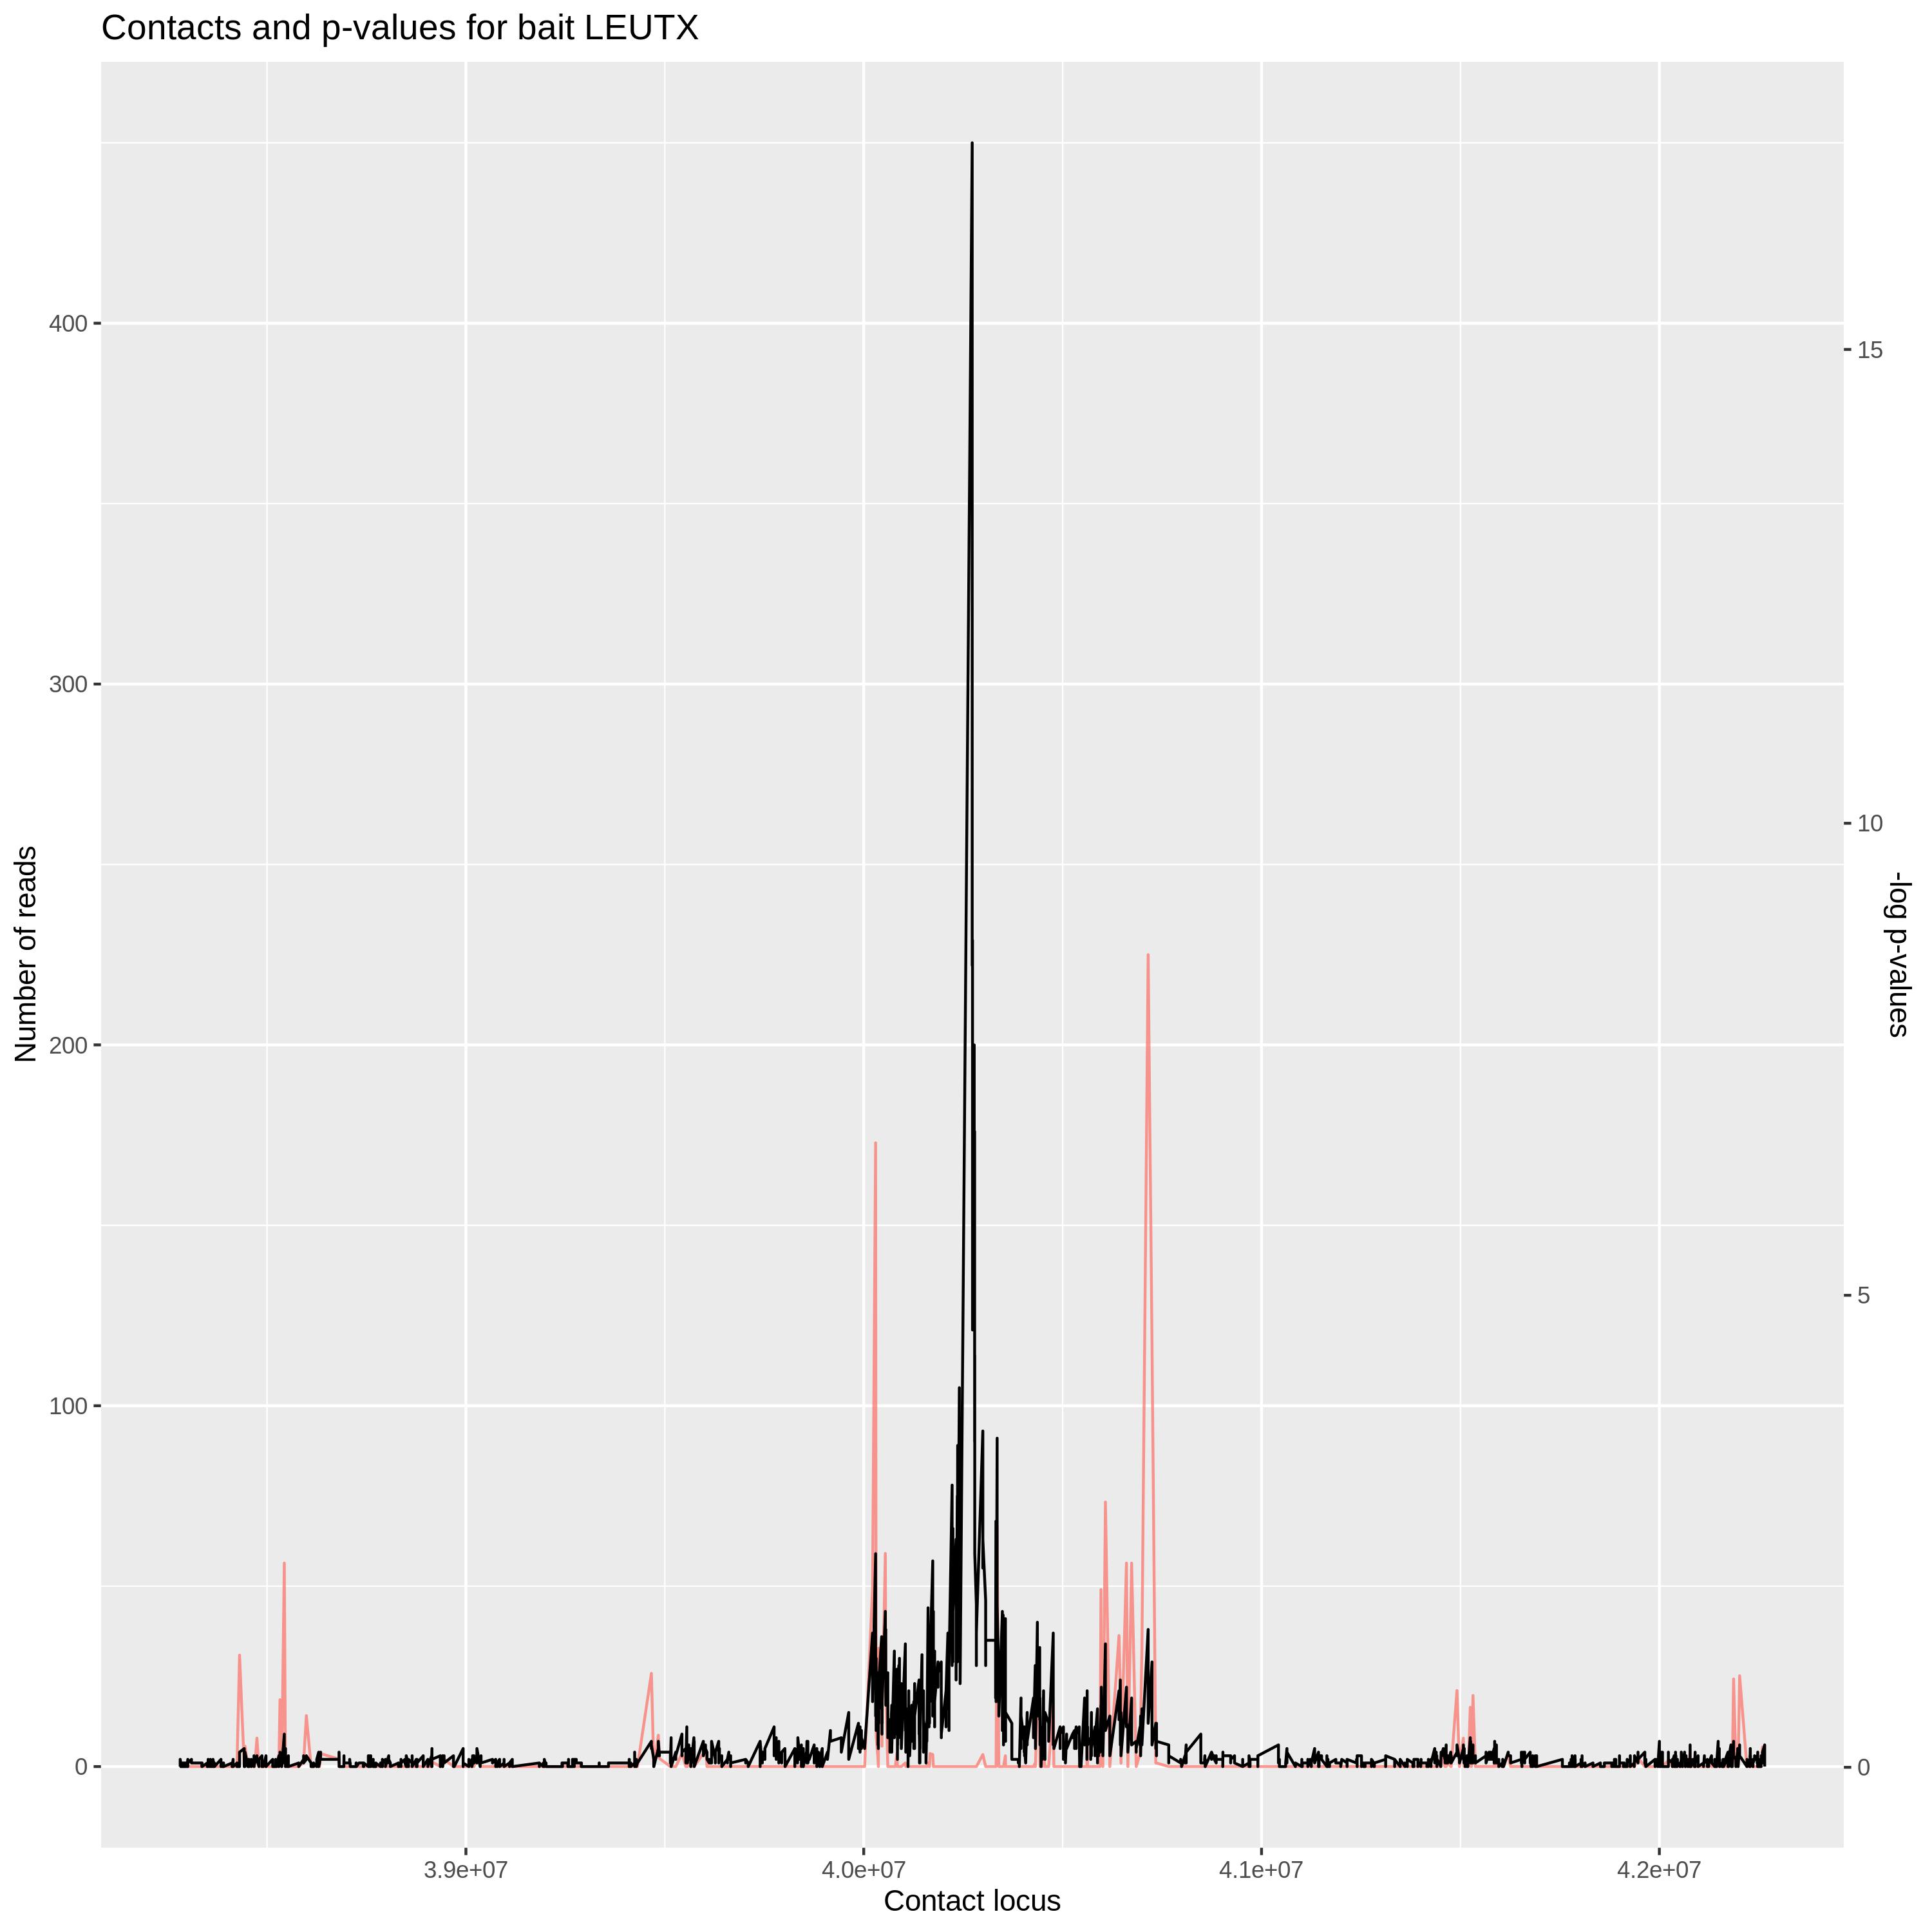 Contacts and p-values for bait LEUTX
Number of reads
400
300
200
100
0
15
10
5
0
-log p-values
3.9e+07
4.0e+07
4.1e+07
4.2e+07
Contact locus